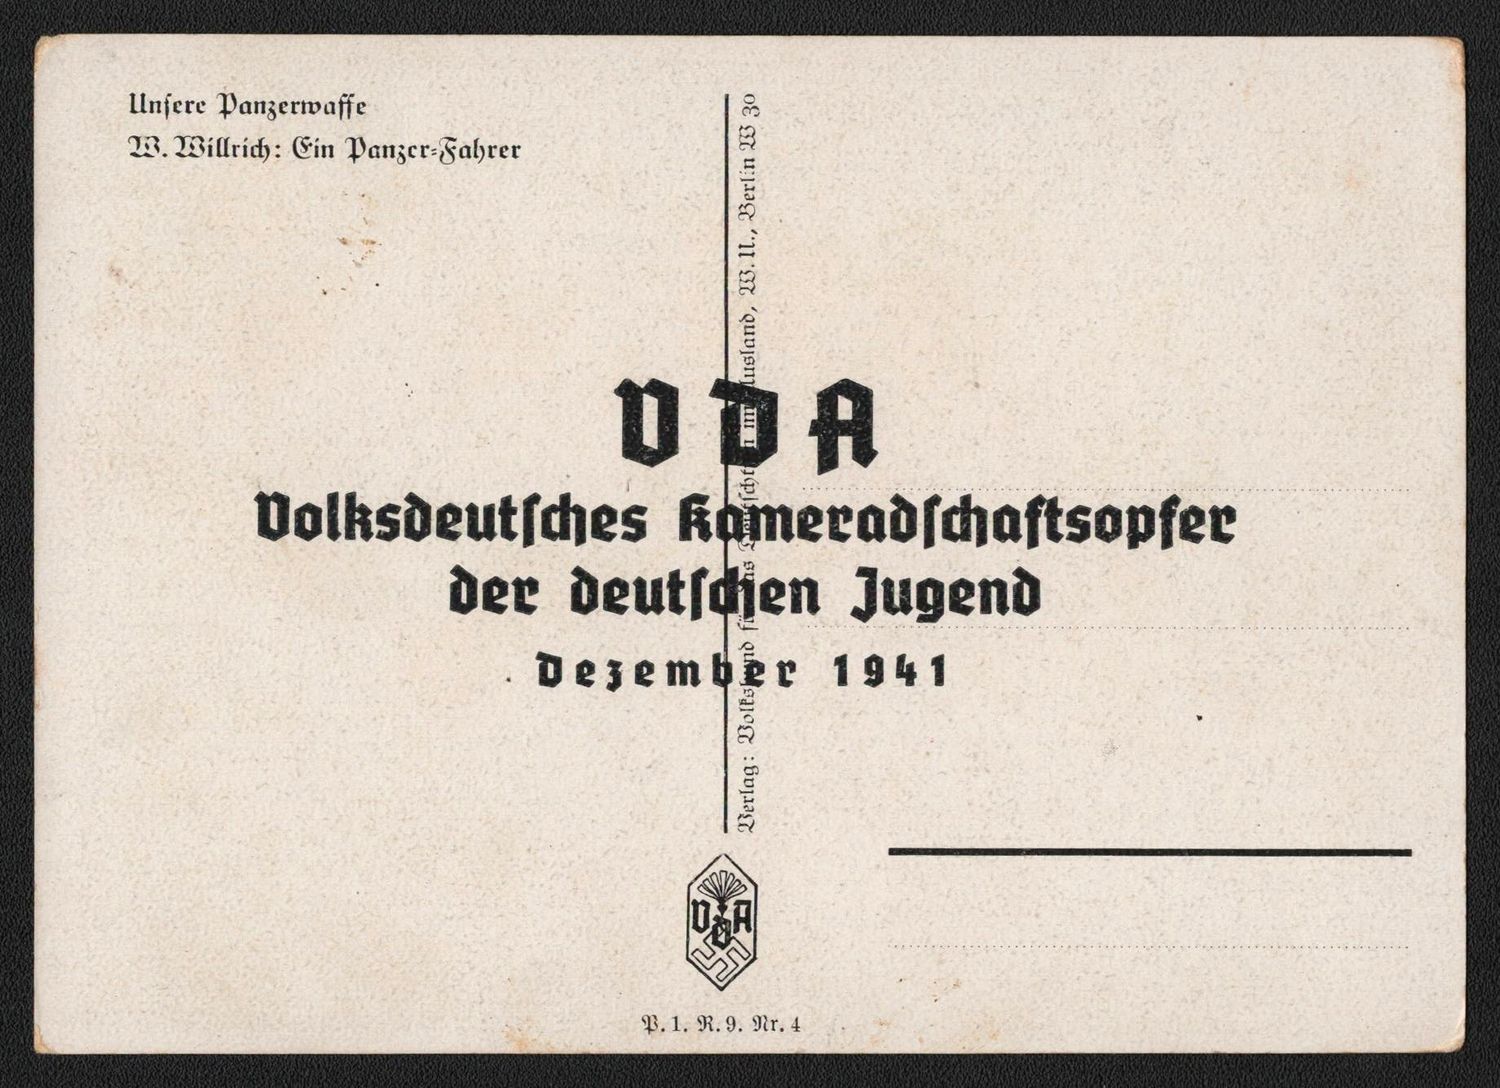 Unsere Panzerwaffe
W. Willrich: Ein Panzer-Fahrer
VDA
Volksdeutsches Kameradschaftsopfer
der deutschen Jugend
Dezember 1941
Verlag: Volksbund für das Deutschtum im Ausland, W. U., Berlin W 30
VDA
P. 1. R. 9. Nr. 4